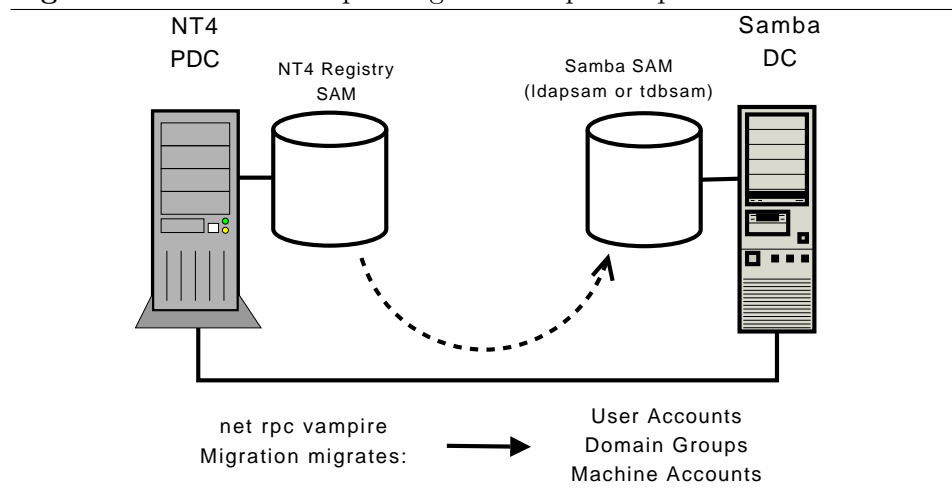 NT4
PDC
Samba
DC
NT4 Registry
SAM
Samba SAM
(ldapsam or tdbsam)
net rpc vampire
Migration migrates:
User Accounts
Domain Groups
Machine Accounts